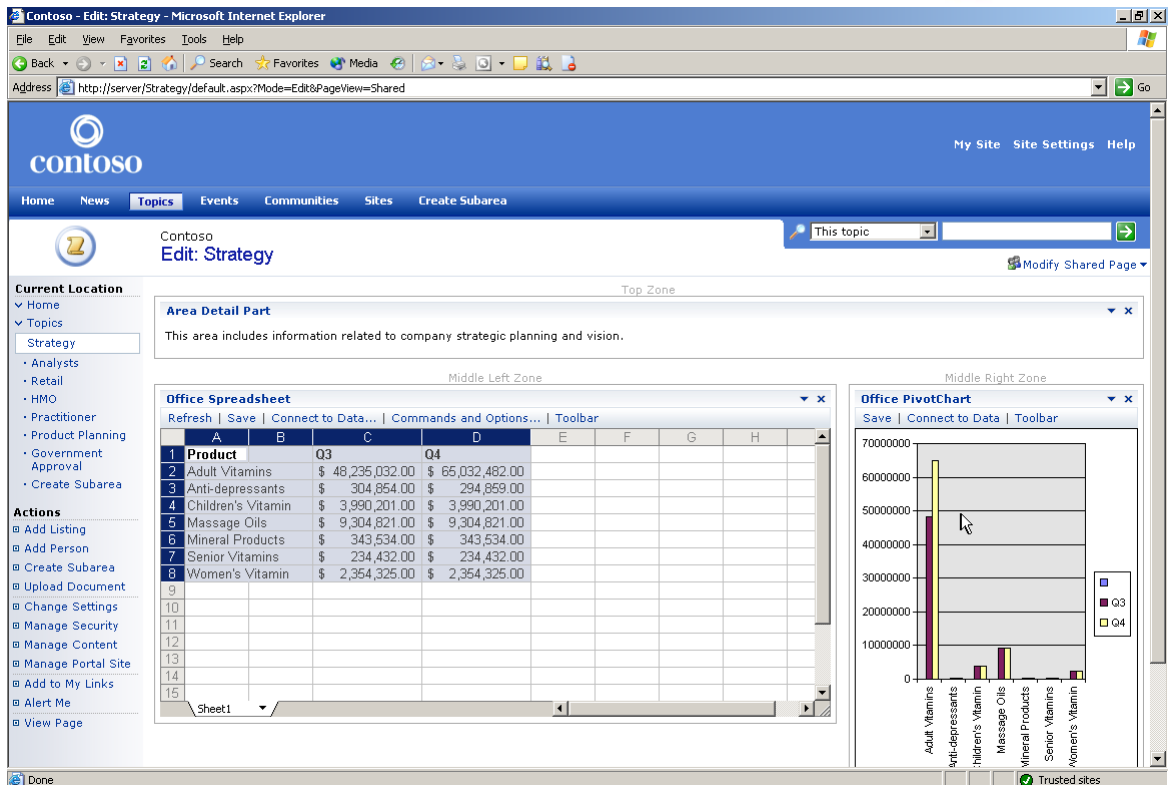 Contoso - Edit: Strategy - Microsoft Internet Explorer
File Edit View Favorites Tools Help
Back Search Favorites Media
Address http://server/Strategy/default.aspx?Mode=Edit&PageView=Shared Go
contoso
My Site Site Settings Help
Home News Topics Events Communities Sites Create Subarea
Contoso
Edit: Strategy
This topic
Modify Shared Page
Current Location
Home
Topics
Strategy
Analysts
Retail
HMO
Practitioner
Product Planning
Government
Approval
Create Subarea
Actions
Add Listing
Add Person
Create Subarea
Upload Document
Change Settings
Manage Security
Manage Content
Manage Portal Site
Add to My Links
Alert Me
View Page
Top Zone
Area Detail Part
This area includes information related to company strategic planning and vision.
Middle Left Zone
Office Spreadsheet
Refresh | Save | Connect to Data... | Commands and Options... | Toolbar
A B C D E F G H
1 Product Q3 Q4
2 Adult Vitamins $ 48,235,032.00 $ 65,032,482.00
3 Anti-depressants $ 304,854.00 $ 294,859.00
4 Children's Vitamin $ 3,990,201.00 $ 3,990,201.00
5 Massage Oils $ 9,304,821.00 $ 9,304,821.00
6 Mineral Products $ 343,534.00 $ 343,534.00
7 Senior Vitamins $ 234,432.00 $ 234,432.00
8 Women's Vitamin $ 2,354,325.00 $ 2,354,325.00
9
10
11
12
13
14
15
Sheet1
Middle Right Zone
Office PivotChart
Save | Connect to Data | Toolbar
70000000
60000000
50000000
40000000
30000000
20000000
10000000
0
Q3
Q4
Adult Vitamins
Anti-depressants
Children's Vitamin
Massage Oils
Mineral Products
Senior Vitamins
Women's Vitamin
Done
Trusted sites